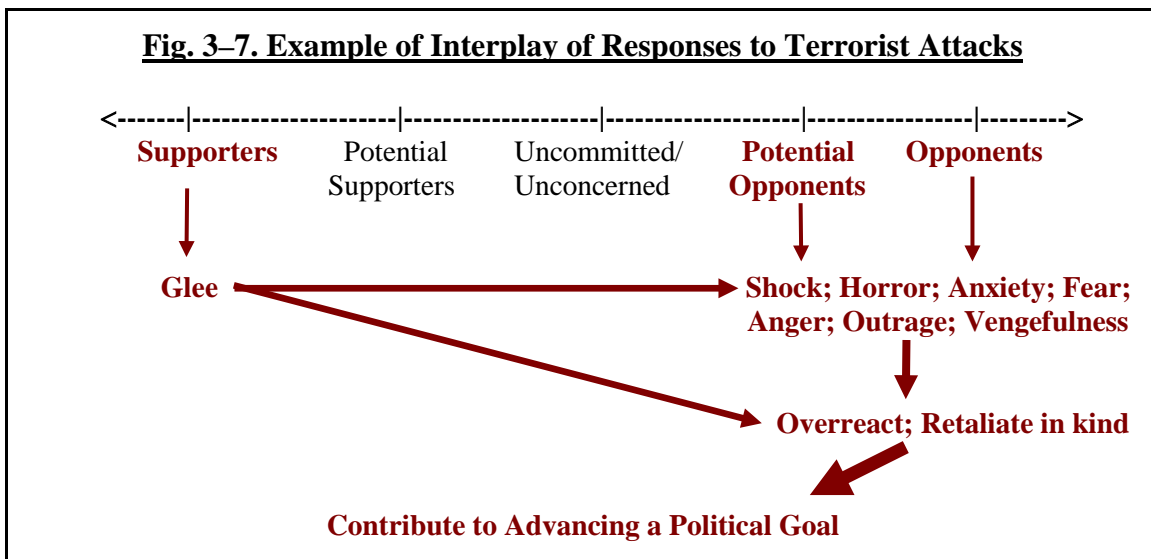 Fig. 3–7. Example of Interplay of Responses to Terrorist Attacks
<-------|---------------------|--------------------|--------------------|-----------------|--------->
Supporters Potential Uncommitted/ Potential Opponents
Supporters Unconcerned Opponents
Glee Shock; Horror; Anxiety; Fear;
Anger; Outrage; Vengefulness
Overreact; Retaliate in kind
Contribute to Advancing a Political Goal